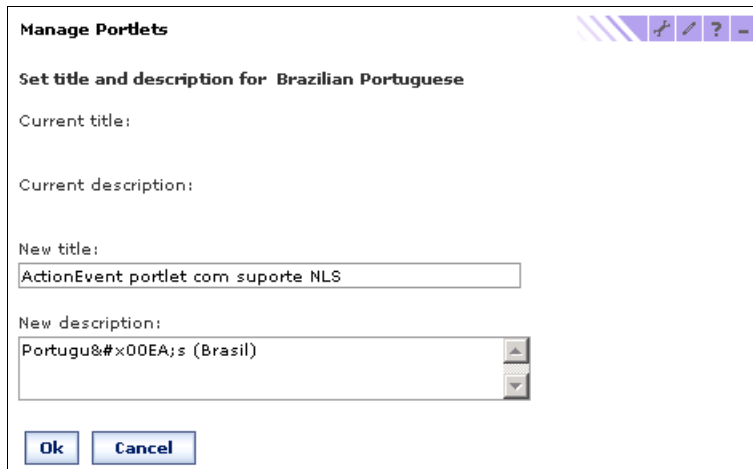 Manage Portlets
?
Set title and description for Brazilian Portuguese
Current title:
Current description:
New title:
ActionEvent portlet com suporte NLS
New description:
Portugu&#x00EA;s (Brasil)
Ok
Cancel